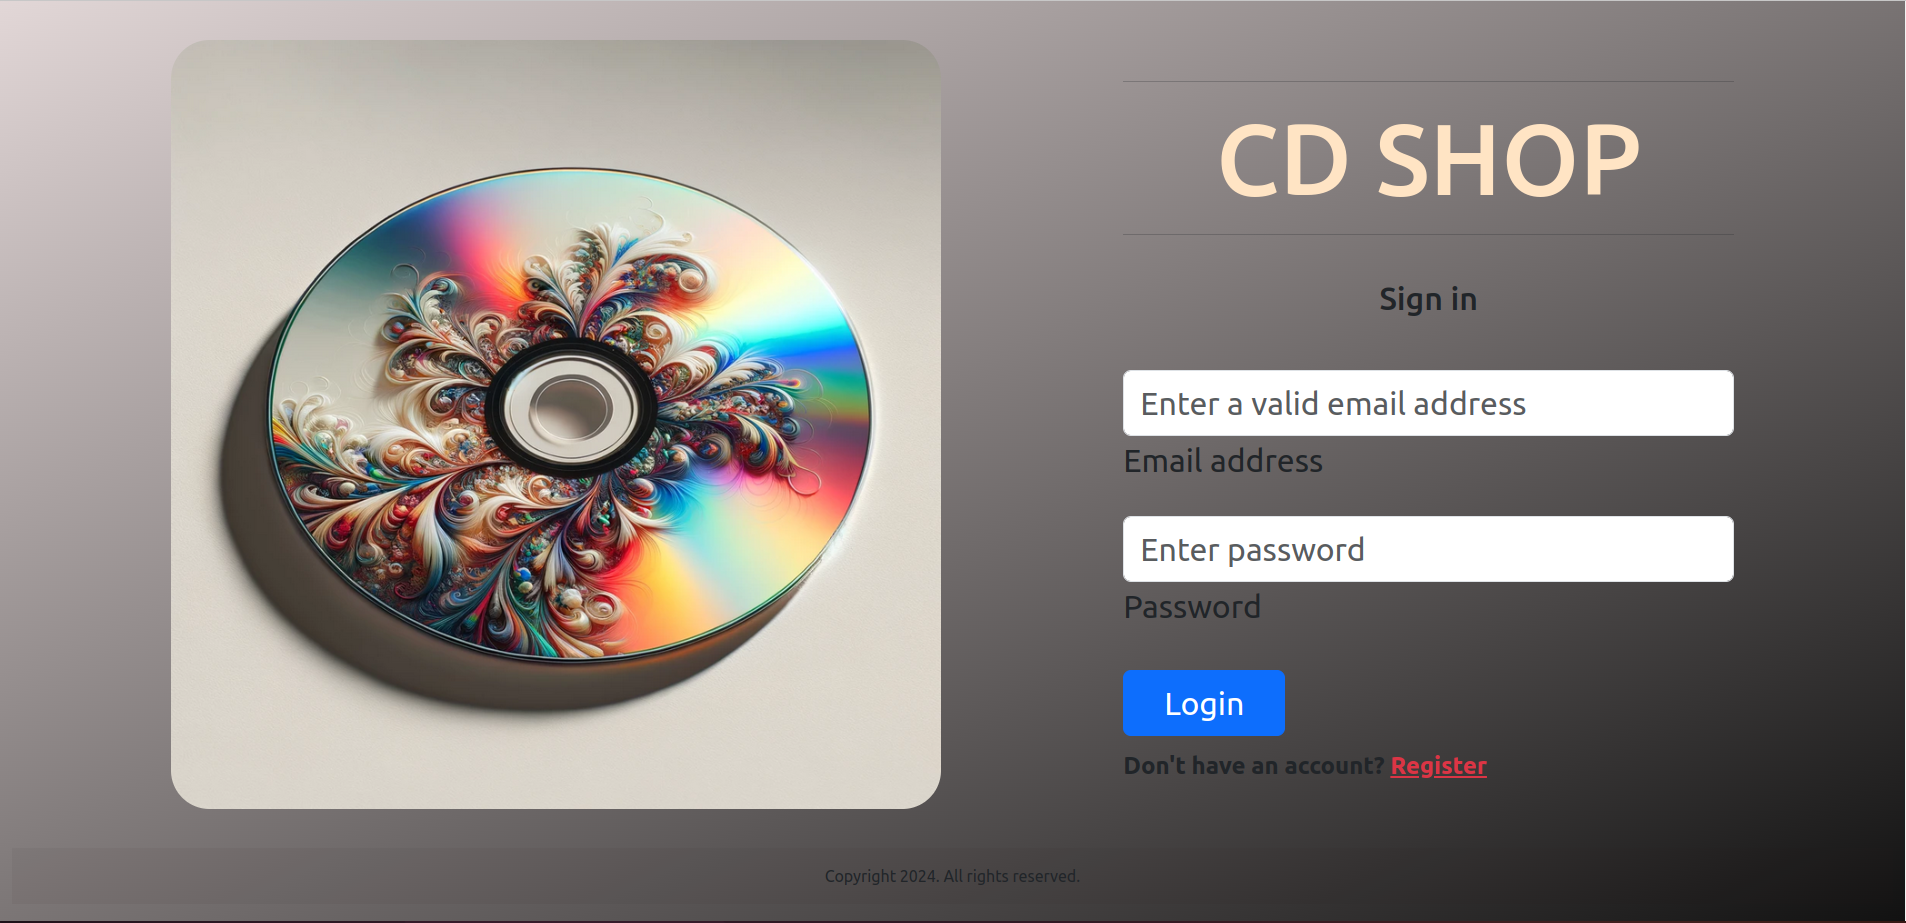 CD SHOP
Sign in
Enter a valid email address
Email address
Enter password
Password
Login
Don't have an account? Register
Copyright 2024. All rights reserved.